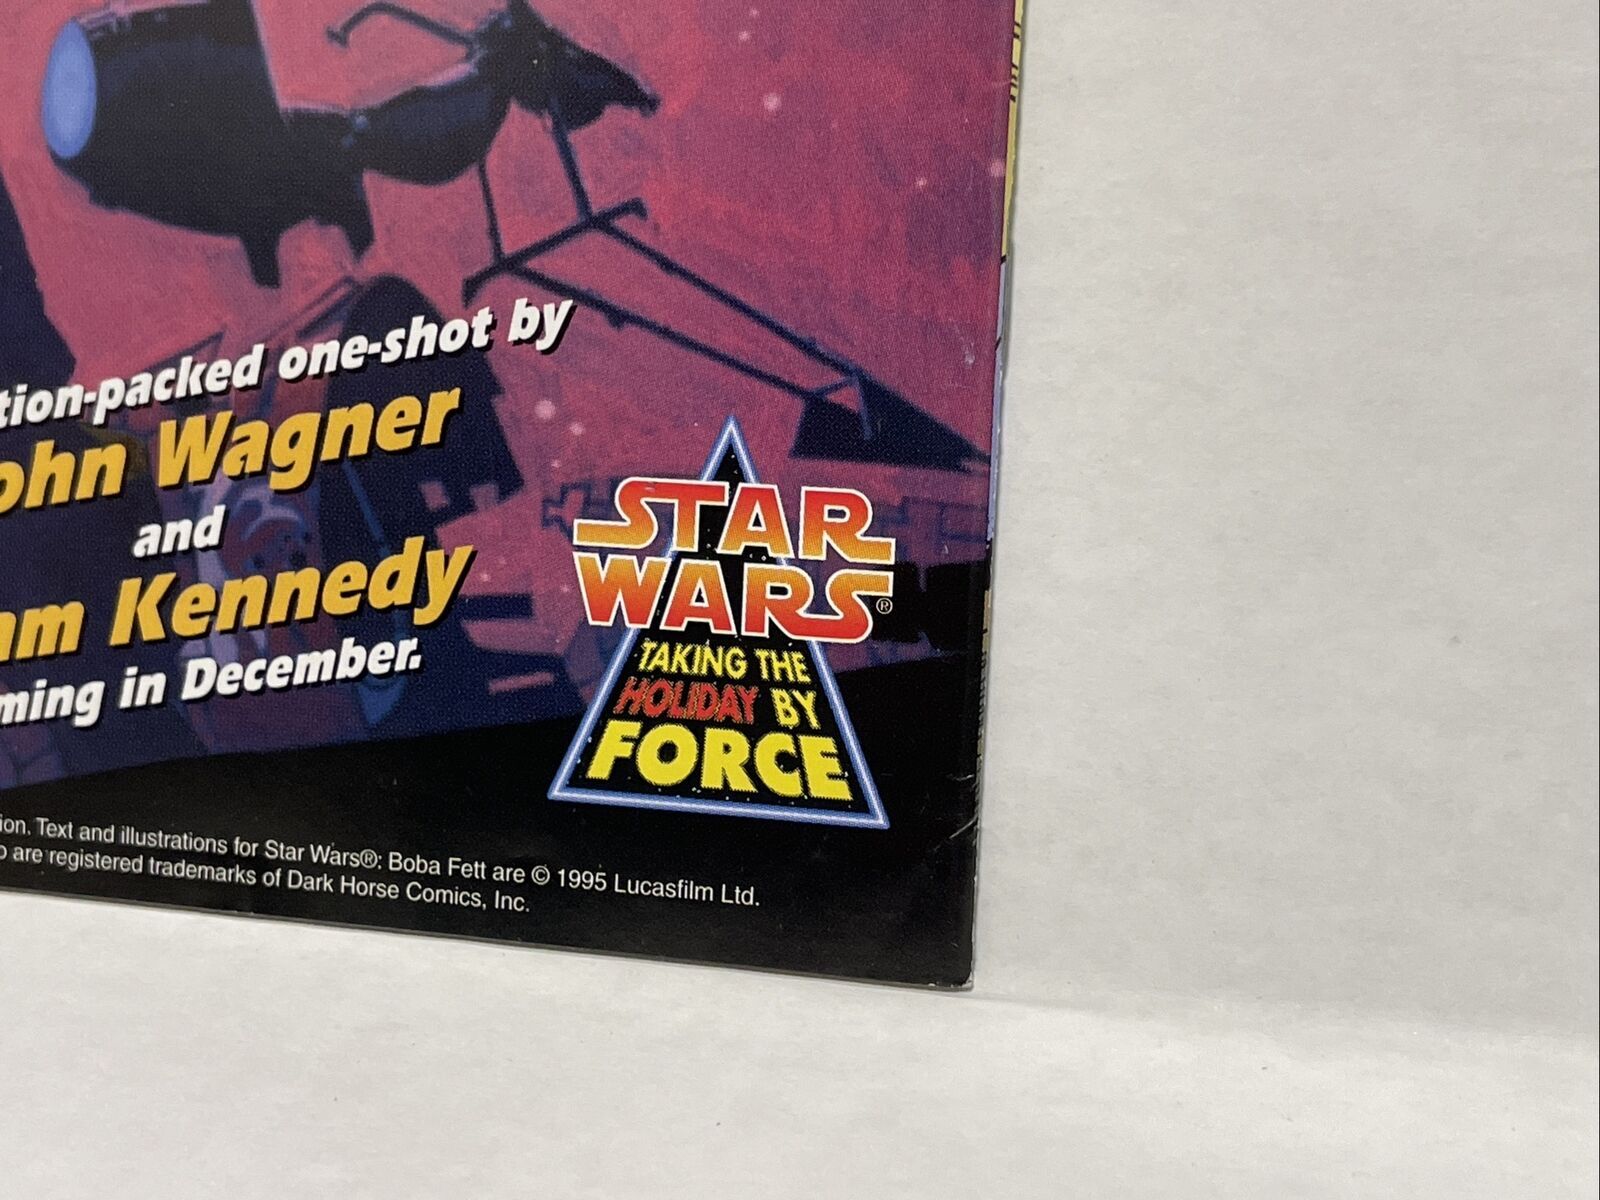 tion-packed one-shot by
ohn Wagner
and
am Kennedy
ming in December.
STAR
WARS®
TAKING THE
HOLIDAY BY
FORCE
ion. Text and illustrations for Star Wars®: Boba Fett are © 1995 Lucasfilm Ltd.
o are registered trademarks of Dark Horse Comics, Inc.